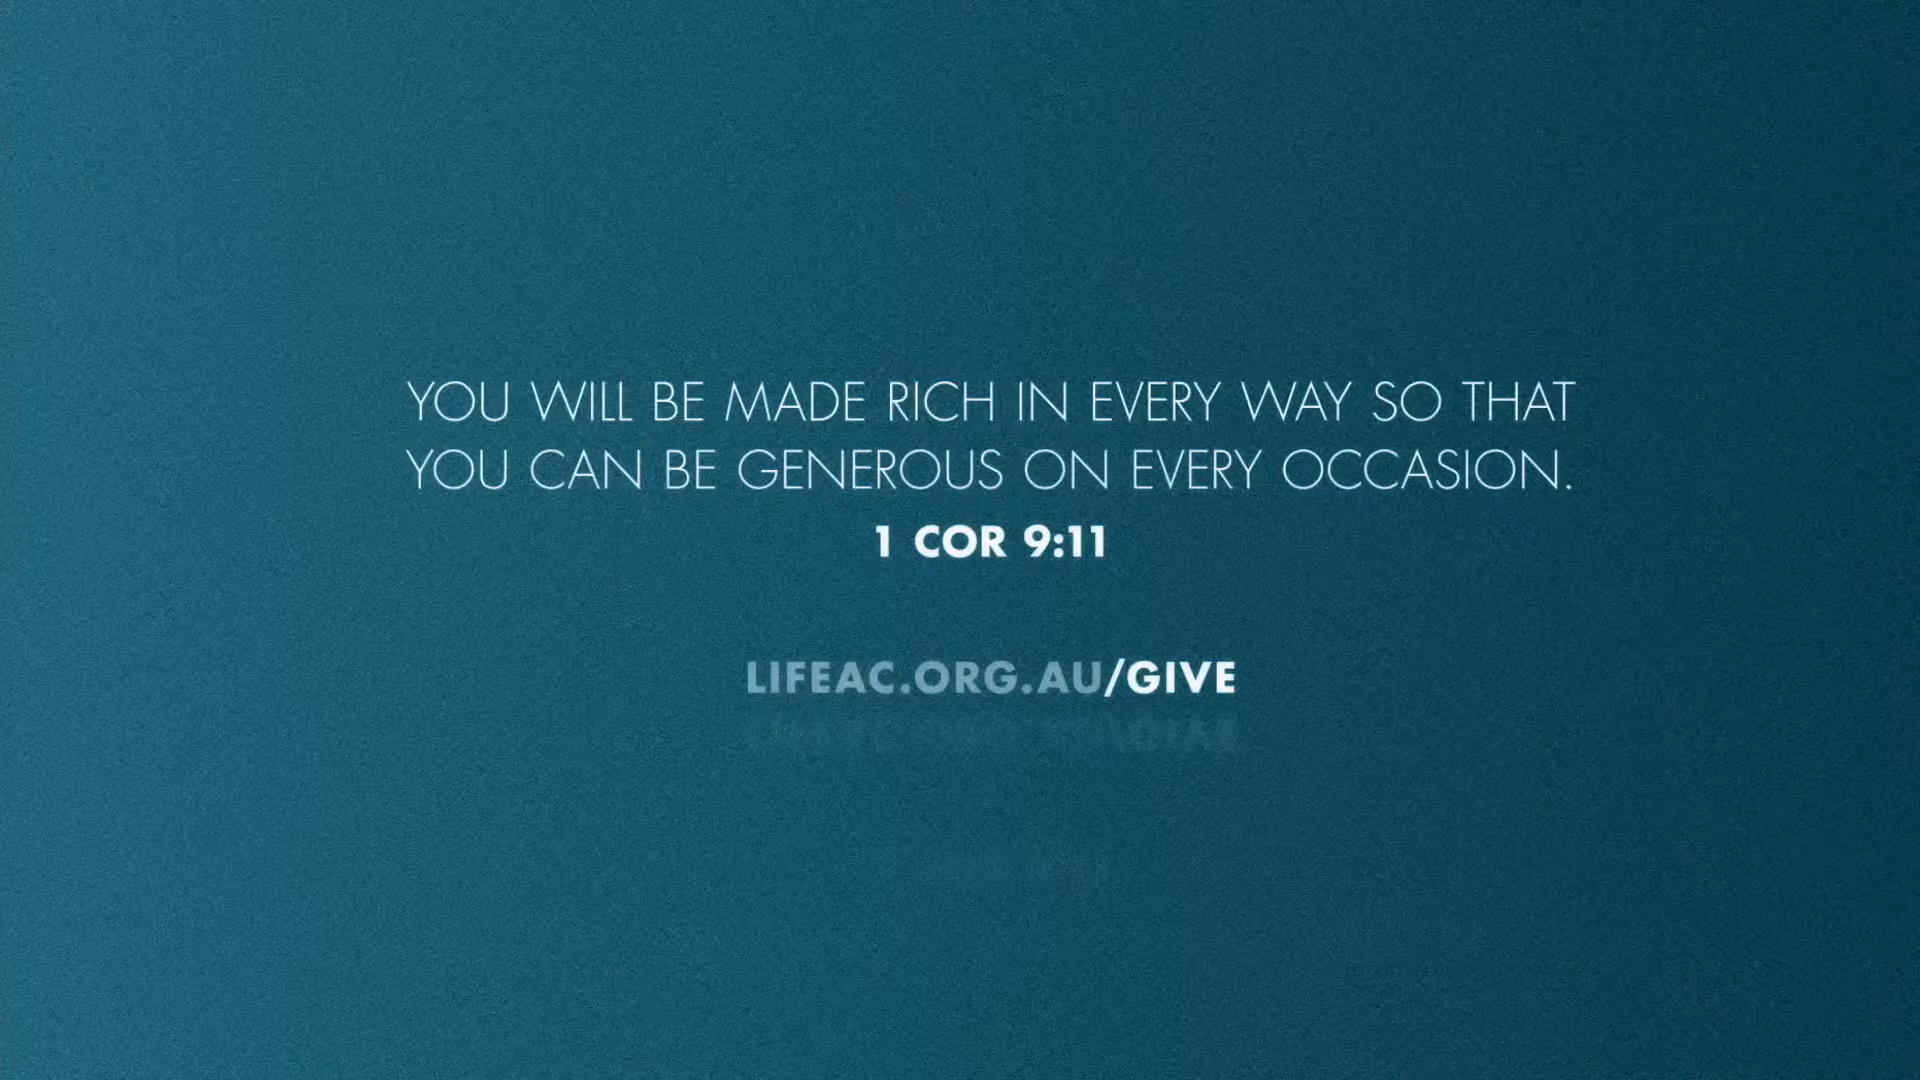 YOU WILL BE MADE RICH IN EVERY WAY SO THAT
YOU CAN BE GENEROUS ON EVERY OCCASION.
1 COR 9:11
LIFEAC.ORG.AU/GIVE